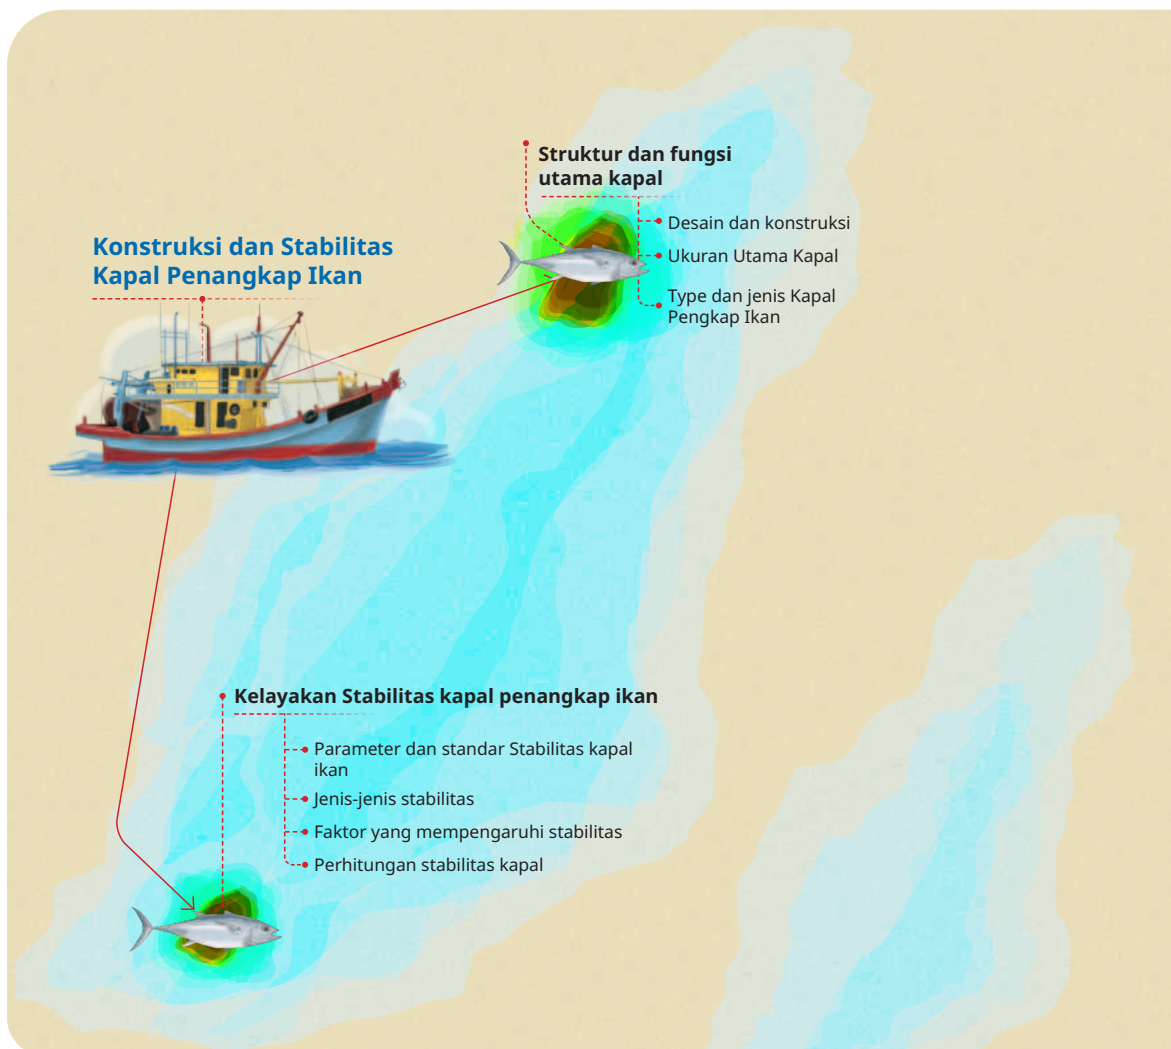 Konstruksi dan Stabilitas
Kapal Penangkap Ikan
Struktur dan fungsi
utama kapal
Desain dan konstruksi
Ukuran Utama Kapal
Type dan jenis Kapal
Pengkap Ikan
Kelayakan Stabilitas kapal penangkap ikan
Parameter dan standar Stabilitas kapal
ikan
Jenis-jenis stabilitas
Faktor yang mempengaruhi stabilitas
Perhitungan stabilitas kapal